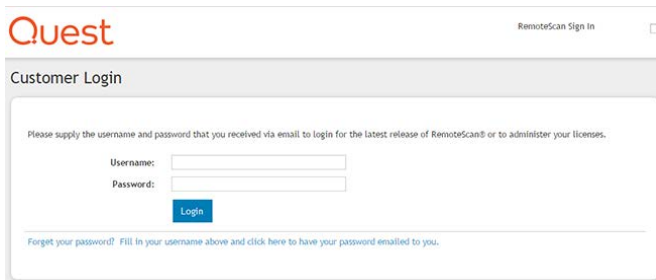 Quest
RemoteScan Sign In
Customer Login
Please supply the username and password that you received via email to login for the latest release of RemoteScan® or to administer your licenses.
Username:
Password:
Login
Forget your password? Fill in your username above and click here to have your password emailed to you.